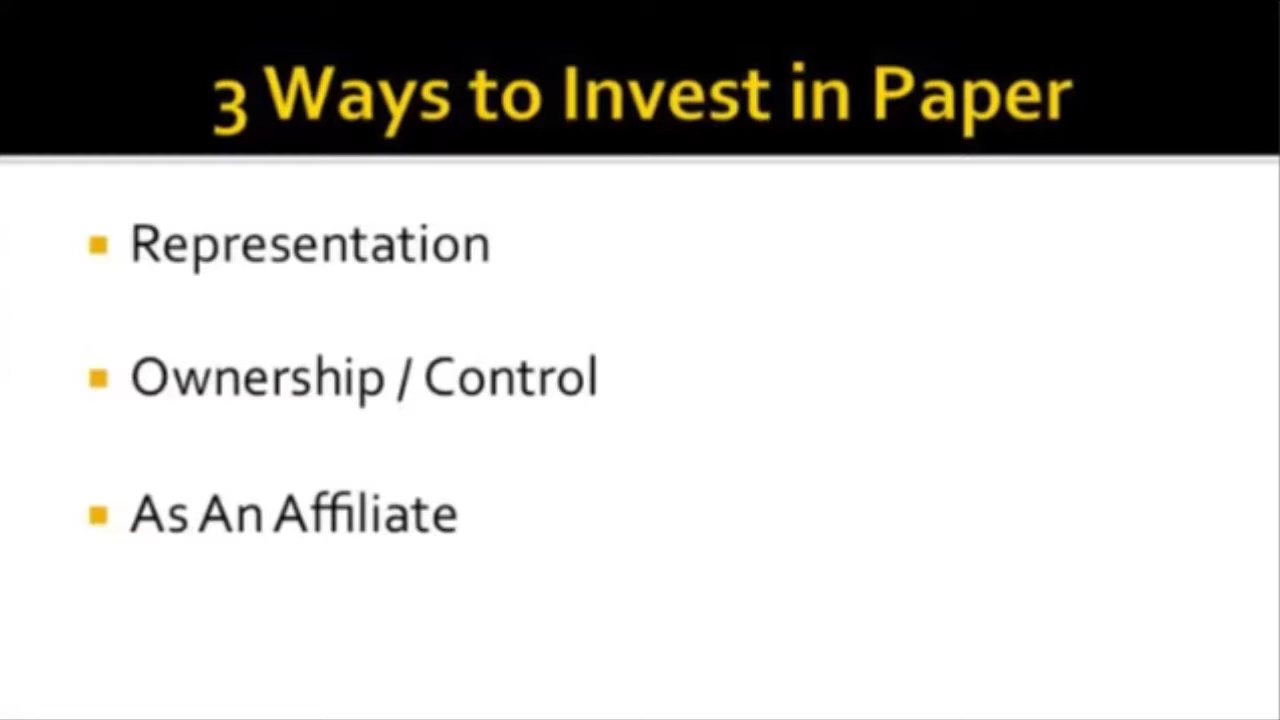 3 Ways to Invest in Paper
Representation
Ownership / Control
As An Affiliate